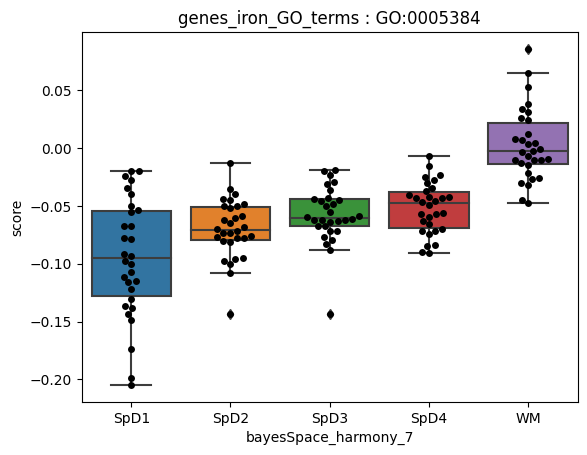 genes_iron_GO_terms : GO:0005384
score
0.05
0.00
−0.05
−0.10
−0.15
−0.20
SpD1 SpD2 SpD3 SpD4 WM
bayesSpace_harmony_7